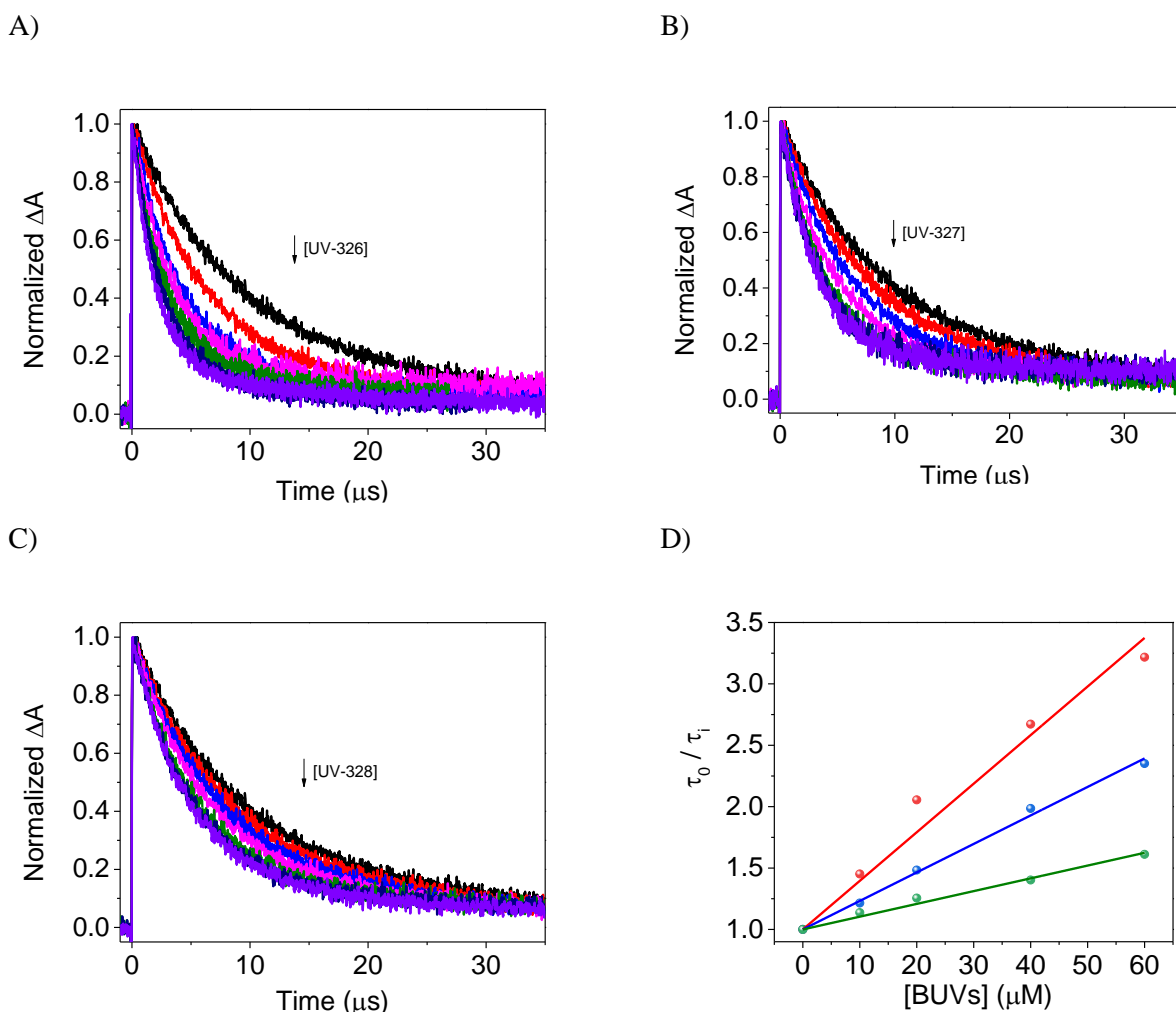 A)
B)
1.0
0.8
0.6
0.4
0.2
0.0
Normalized ΔA
[UV-326]
0 10 20 30
Time (μs)
1.0
0.8
0.6
0.4
0.2
0.0
Normalized ΔA
[UV-327]
0 10 20 30
Time (μs)
C)
D)
1.0
0.8
0.6
0.4
0.2
0.0
Normalized ΔA
[UV-328]
0 10 20 30
Time (μs)
3.5
3.0
2.5
2.0
1.5
1.0
τ0 / τi
0 10 20 30 40 50 60
[BUVs] (μM)